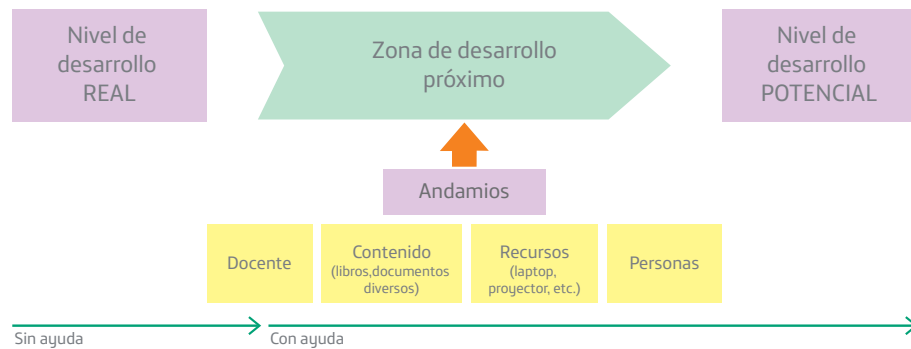 Nivel de
desarrollo
REAL
Zona de desarrollo
próximo
Nivel de
desarrollo
POTENCIAL
Andamios
Docente
Contenido
(libros,documentos
diversos)
Recursos
(laptop,
proyector, etc.)
Personas
Sin ayuda
Con ayuda